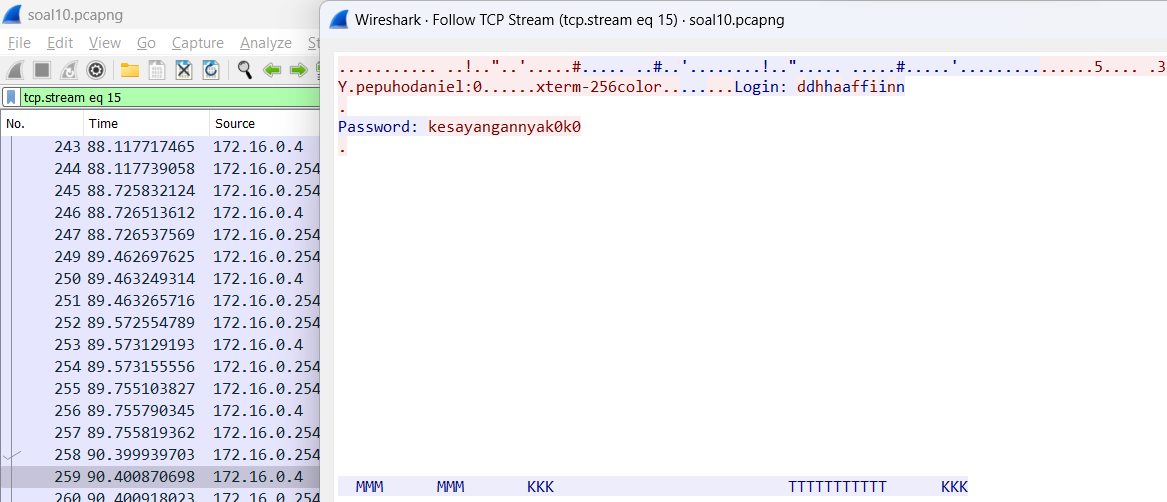 soal10.pcapng
File Edit View Go Capture Analyze St
tcp.stream eq 15
No. Time Source
243 88.117717465 172.16.0.4
244 88.117739058 172.16.0.254
245 88.725832124 172.16.0.254
246 88.726513612 172.16.0.4
247 88.726537569 172.16.0.254
249 89.462697625 172.16.0.254
250 89.463249314 172.16.0.4
251 89.463265716 172.16.0.254
252 89.572554789 172.16.0.254
253 89.573129193 172.16.0.4
254 89.573155556 172.16.0.254
255 89.755103827 172.16.0.254
256 89.755790345 172.16.0.4
257 89.755819362 172.16.0.254
258 90.399939703 172.16.0.254
259 90.400870698 172.16.0.4
260 90.400918023 172.16.0.254
Wireshark · Follow TCP Stream (tcp.stream eq 15) · soal10.pcapng
........... ..!.."..'.....#..... ..#..'........!..".... .....#.....'...............5.... .3
Y.pepuhodaniel:0......xterm-256color........Login: ddhhaaffiinn
.
Password: kesayangannyak0k0
.
MMM MMM KKK TTTTTTTTTTT KKK